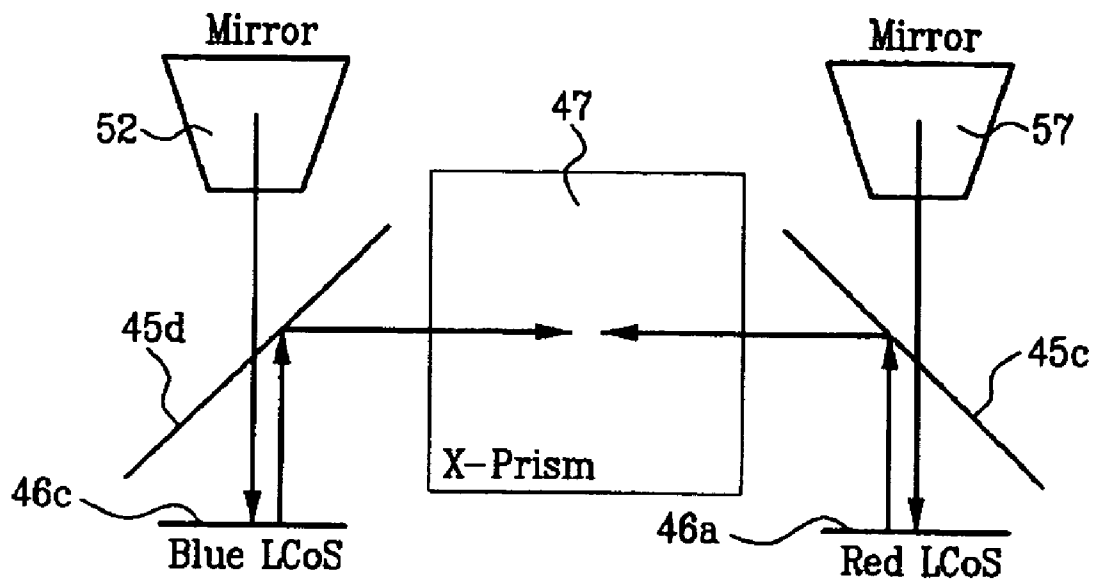 Mirror
Mirror
52
47
57
45d
45c
X-Prism
46c
46a
Blue LCoS
Red LCoS